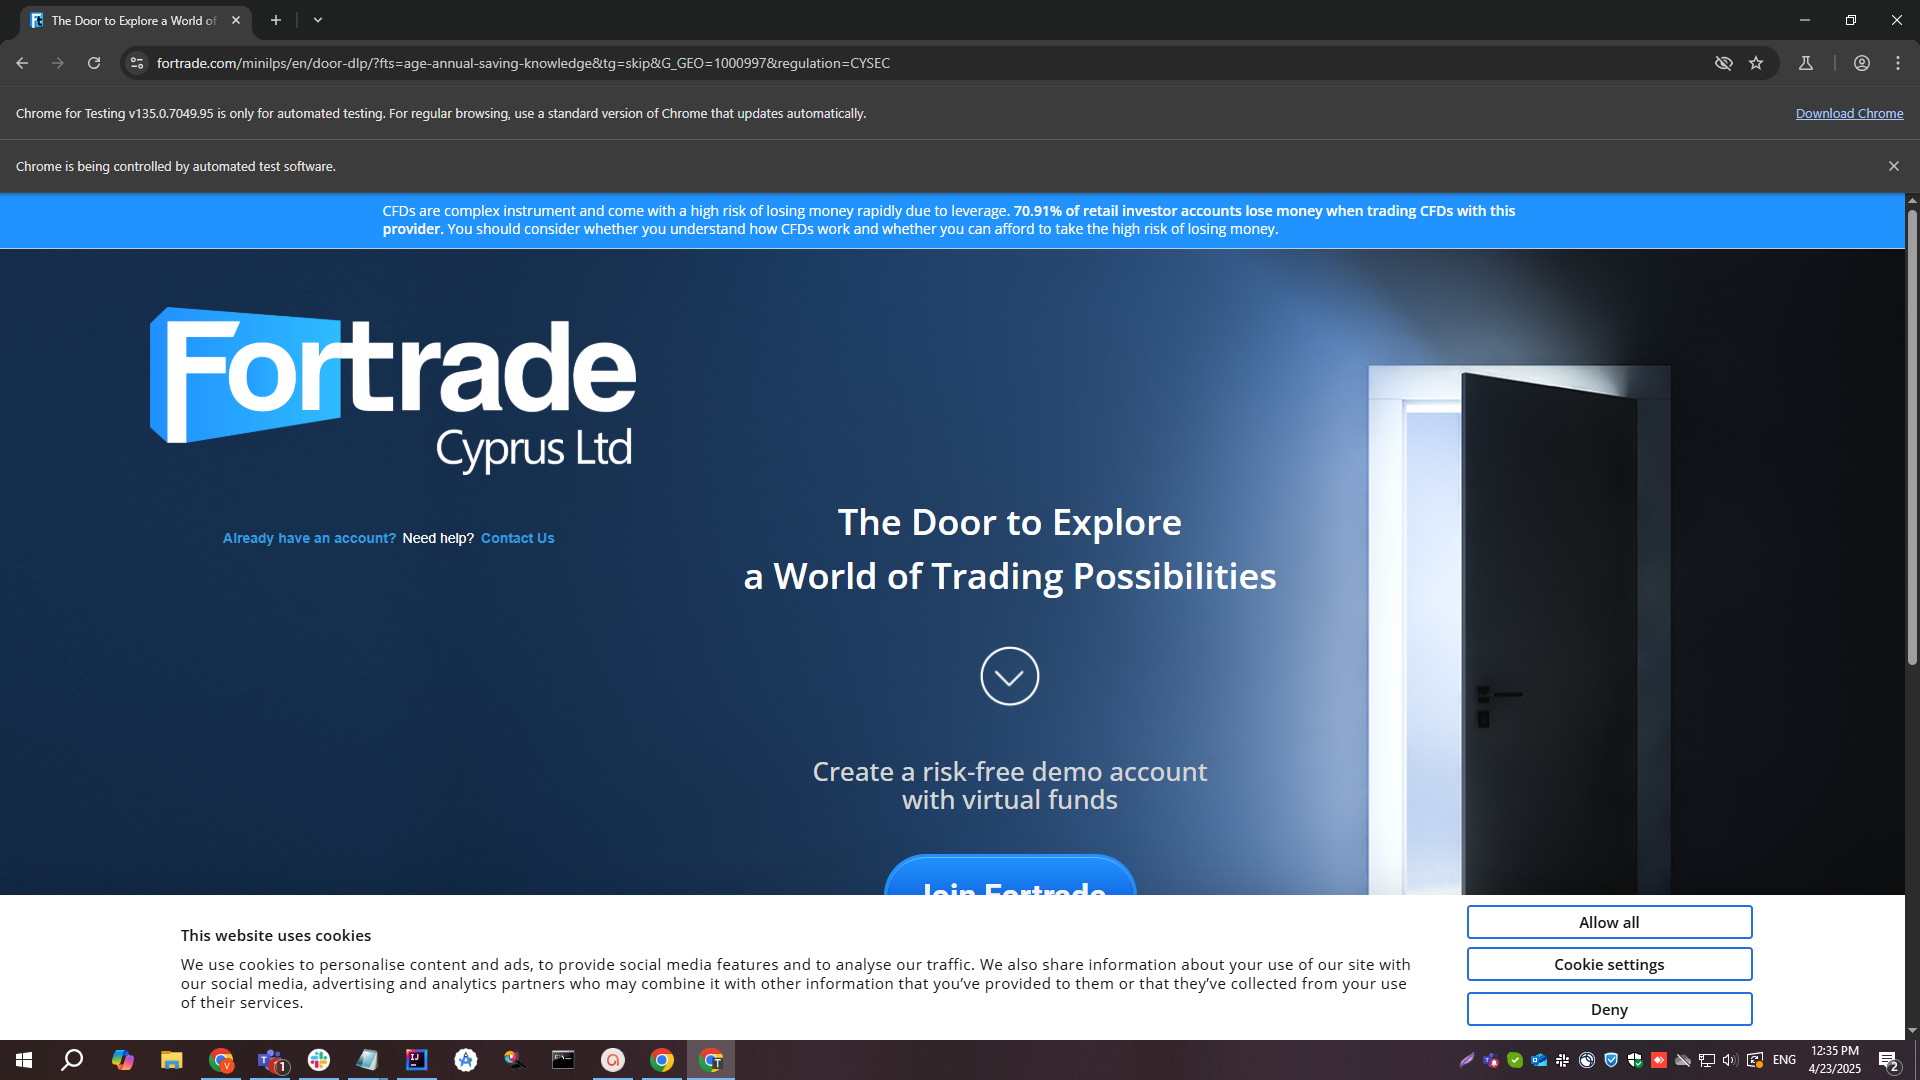 The Door to Explore a World of
fortrade.com/minilps/en/door-dlp/?fts=age-annual-saving-knowledge&tg=skip&G_GEO=1000997&regulation=CYSEC
Chrome for Testing v135.0.7049.95 is only for automated testing. For regular browsing, use a standard version of Chrome that updates automatically.
Download Chrome
Chrome is being controlled by automated test software.
CFDs are complex instrument and come with a high risk of losing money rapidly due to leverage. 70.91% of retail investor accounts lose money when trading CFDs with this
provider. You should consider whether you understand how CFDs work and whether you can afford to take the high risk of losing money.
Fortrade
Cyprus Ltd
Already have an account? Need help? Contact Us
The Door to Explore
a World of Trading Possibilities
Create a risk-free demo account
with virtual funds
Join Fortrade
This website uses cookies
We use cookies to personalise content and ads, to provide social media features and to analyse our traffic. We also share information about your use of our site with
our social media, advertising and analytics partners who may combine it with other information that you've provided to them or that they've collected from your use
of their services.
Allow all
Cookie settings
Deny
ENG
12:35 PM
4/23/2025